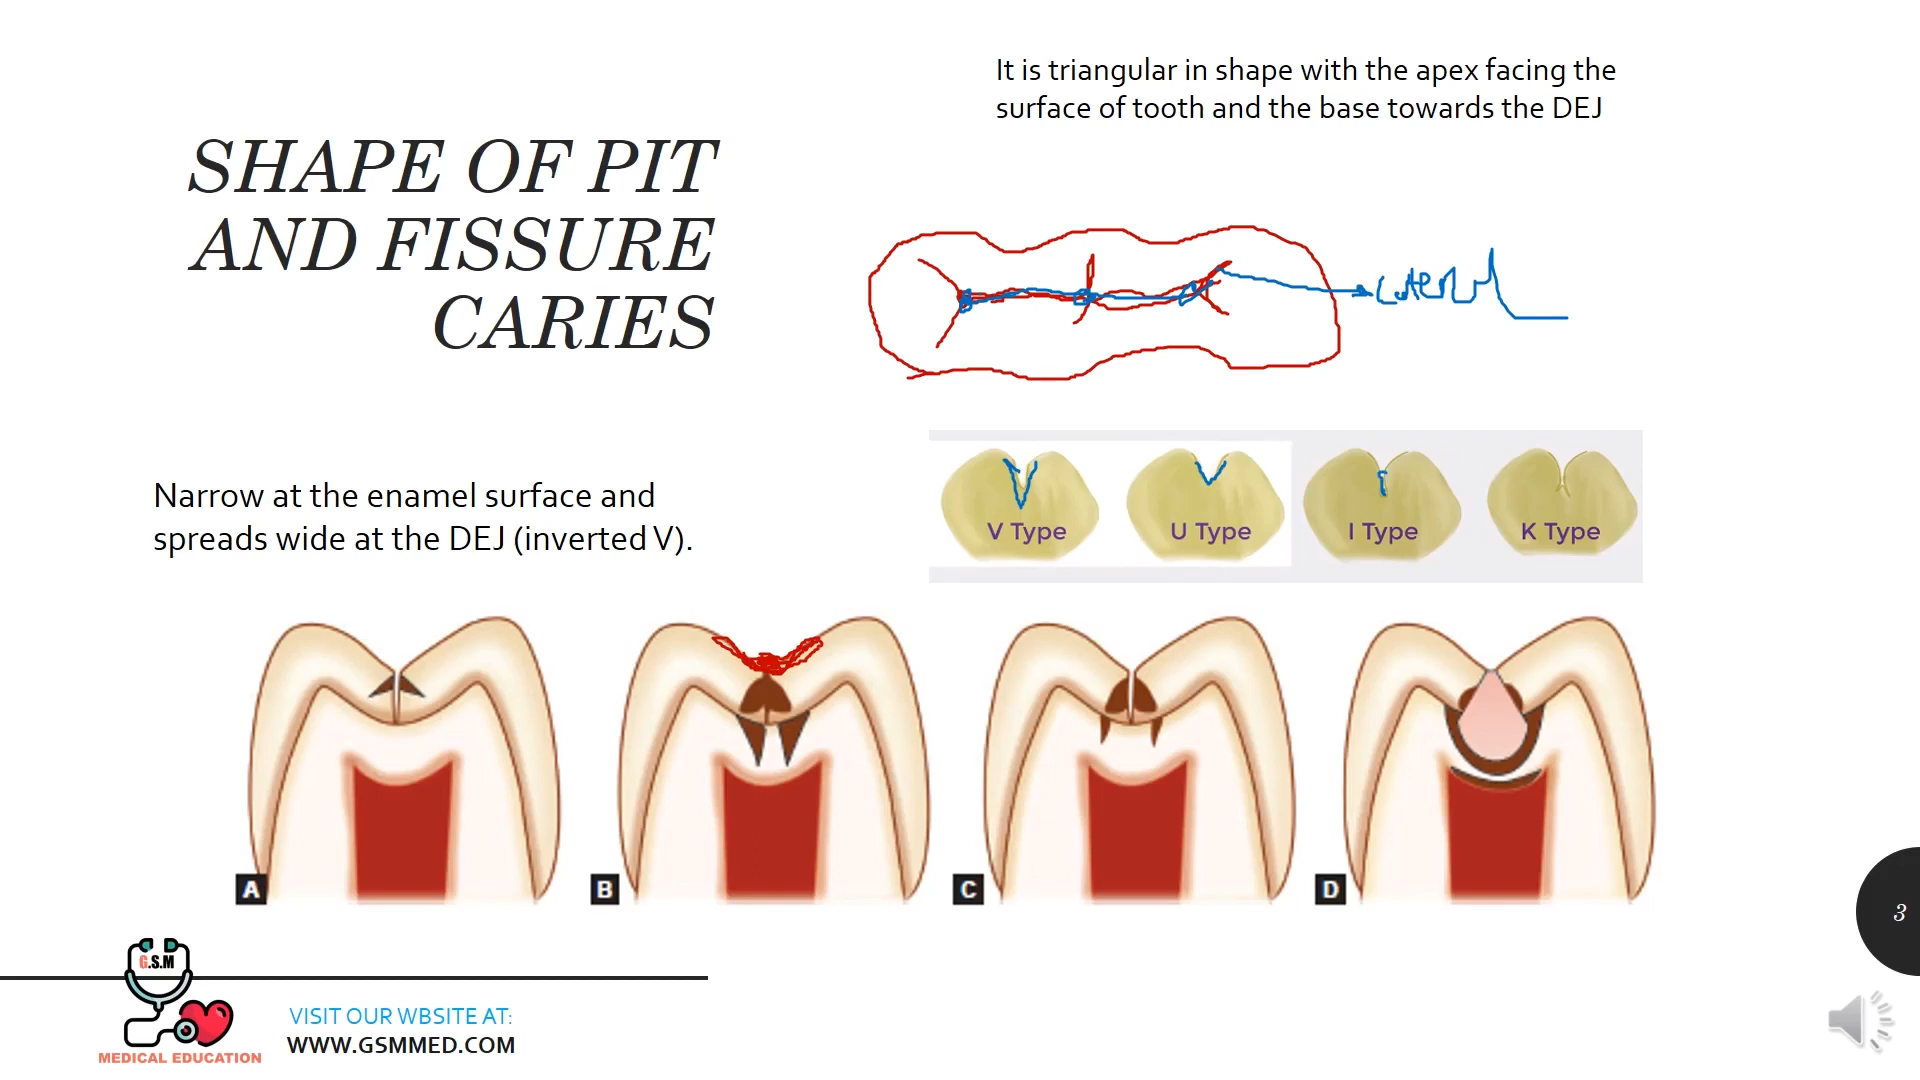 It is triangular in shape with the apex facing the
surface of tooth and the base towards the DEJ
SHAPE OF PIT
AND FISSURE
CARIES
Narrow at the enamel surface and
spreads wide at the DEJ (inverted V).
V Type
U Type
I Type
K Type
A
B
C
D
3
G.S.M
MEDICAL EDUCATION
VISIT OUR WBSITE AT:
WWW.GSMMED.COM